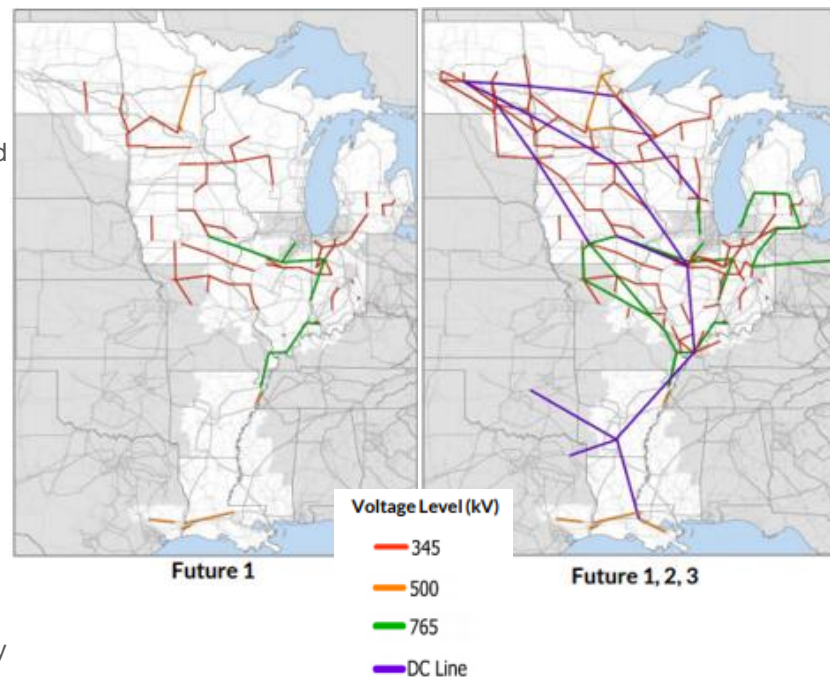 d
Future 1
Future 1, 2, 3
Voltage Level (kV)
345
500
765
DC Line
y